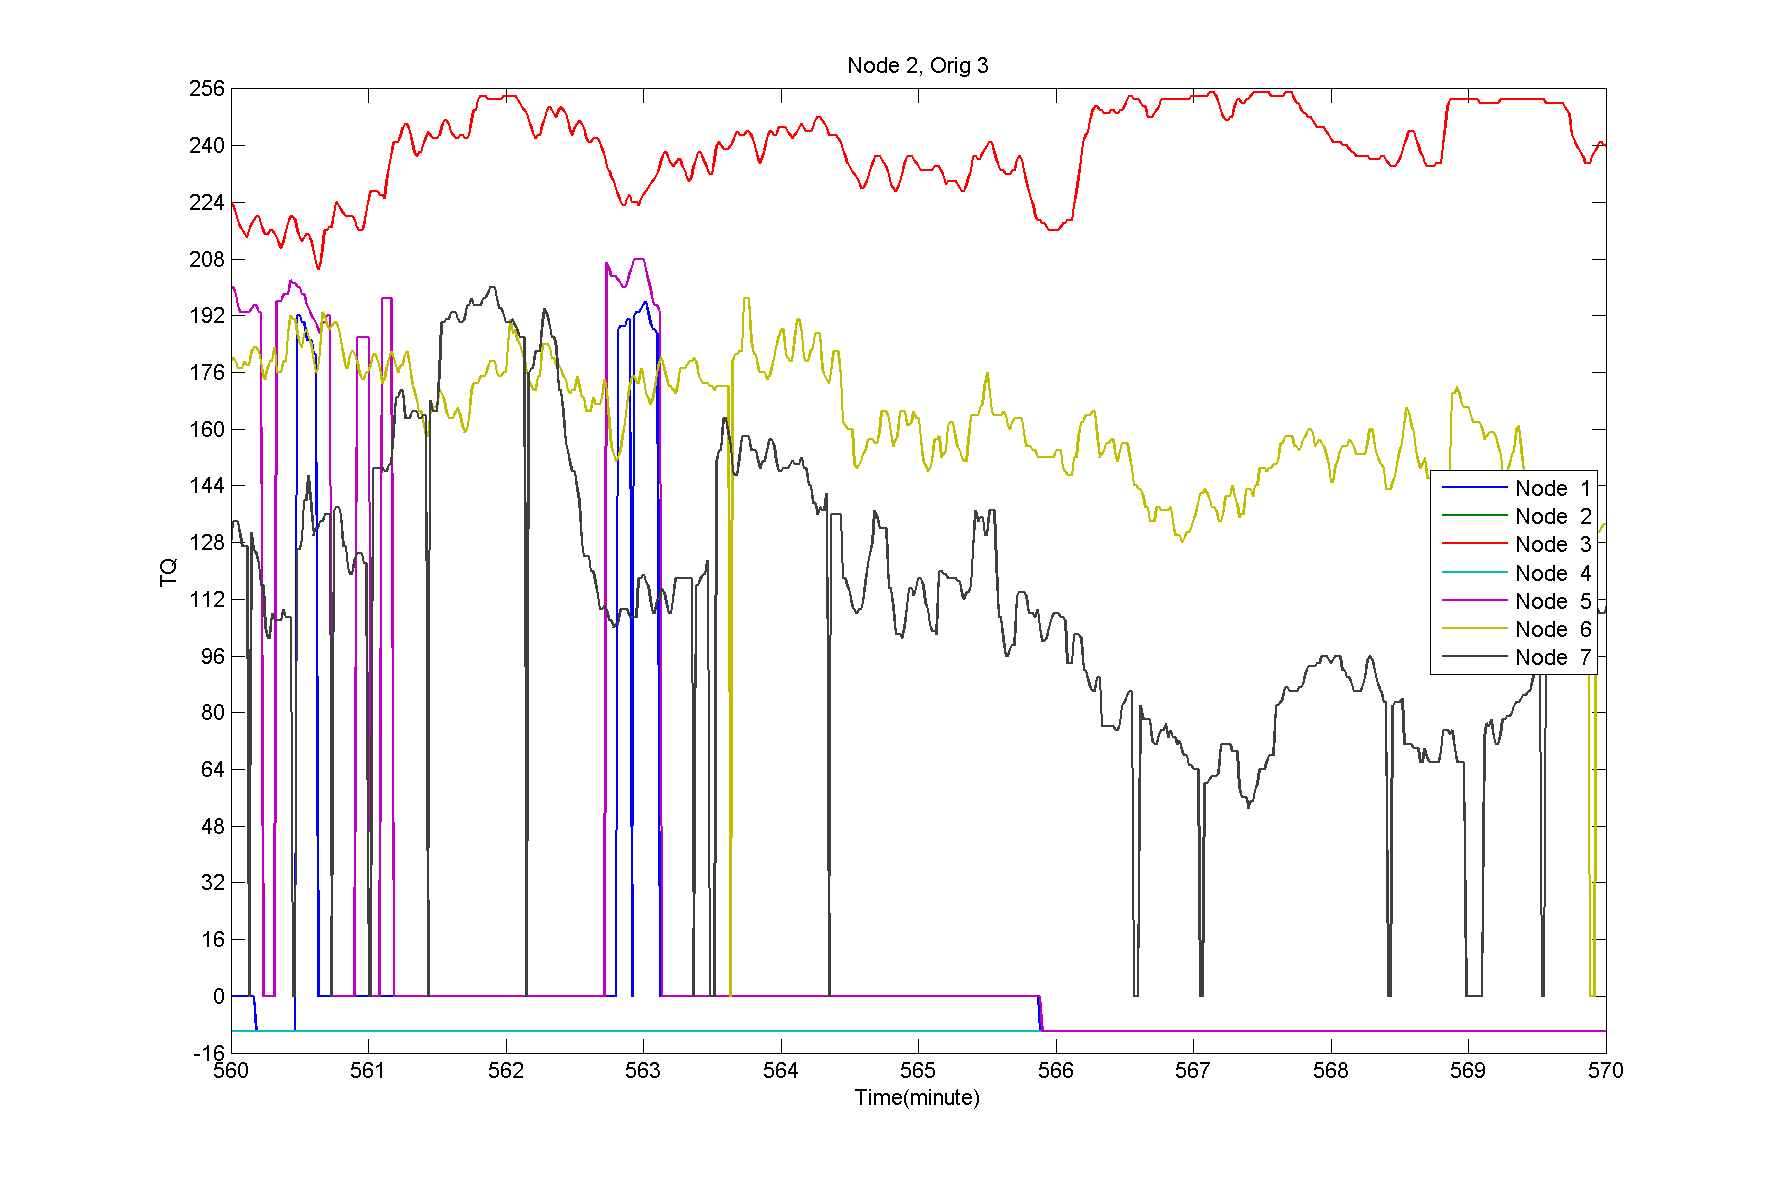 Node 2, Orig 3
256
240
224
208
192
176
160
144
128
112
96
80
64
48
32
16
0
-16
TQ
Node 1
Node 2
Node 3
Node 4
Node 5
Node 6
Node 7
560 561 562 563 564 565 566 567 568 569 570
Time(minute)